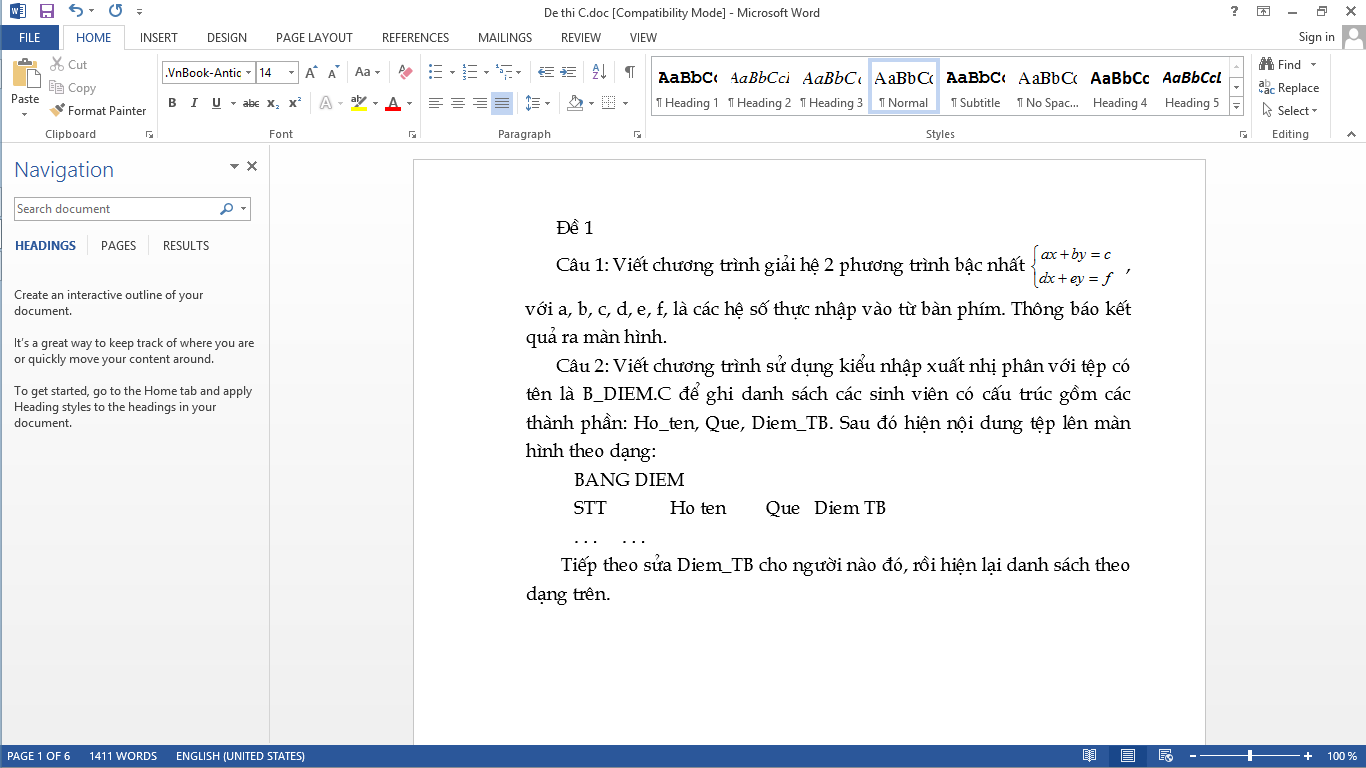 De thi C.doc [Compatibility Mode] - Microsoft Word
FILE HOME INSERT DESIGN PAGE LAYOUT REFERENCES MAILINGS REVIEW VIEW Sign in
Paste
Cut
Copy
Format Painter
.VnBook-Antic 14
B I U abc x₂ x² A A
AaBbCc AaBbCcI AaBbCc AaBbCc AaBbCc AaBbCc AaBbCc AaBbCcI
¶ Heading 1 ¶ Heading 2 ¶ Heading 3 ¶ Normal ¶ Subtitle ¶ No Spac... Heading 4 Heading 5
Find
Replace
Select
Clipboard Font Paragraph Styles Editing
Navigation
Search document
HEADINGS PAGES RESULTS
Create an interactive outline of your
document.
It's a great way to keep track of where you are
or quickly move your content around.
To get started, go to the Home tab and apply
Heading styles to the headings in your
document.
Đề 1
Câu 1: Viết chương trình giải hệ 2 phương trình bậc nhất { ax + by = c
dx + ey = f ,
với a, b, c, d, e, f, là các hệ số thực nhập vào từ bàn phím. Thông báo kết
quả ra màn hình.
Câu 2: Viết chương trình sử dụng kiểu nhập xuất nhị phân với tệp có
tên là B_DIEM.C để ghi danh sách các sinh viên có cấu trúc gồm các
thành phần: Ho_ten, Que, Diem_TB. Sau đó hiện nội dung tệp lên màn
hình theo dạng:
BANG DIEM
STT Ho ten Que Diem TB
. . . . . .
Tiếp theo sửa Diem_TB cho người nào đó, rồi hiện lại danh sách theo
dạng trên.
PAGE 1 OF 6 1411 WORDS ENGLISH (UNITED STATES) 100 %